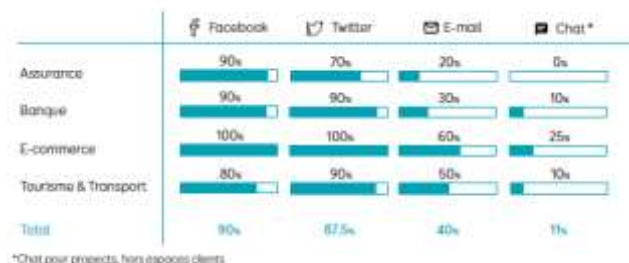 Facebook Twitter E-mail Chat*
90% 70% 20% 0%
Assurance
90% 90% 30% 10%
Banque
100% 100% 60% 25%
E-commerce
80% 90% 50% 10%
Tourisme & Transport
Total 90% 87.5% 40% 11%
*Chat pour prospects, hors espaces clients